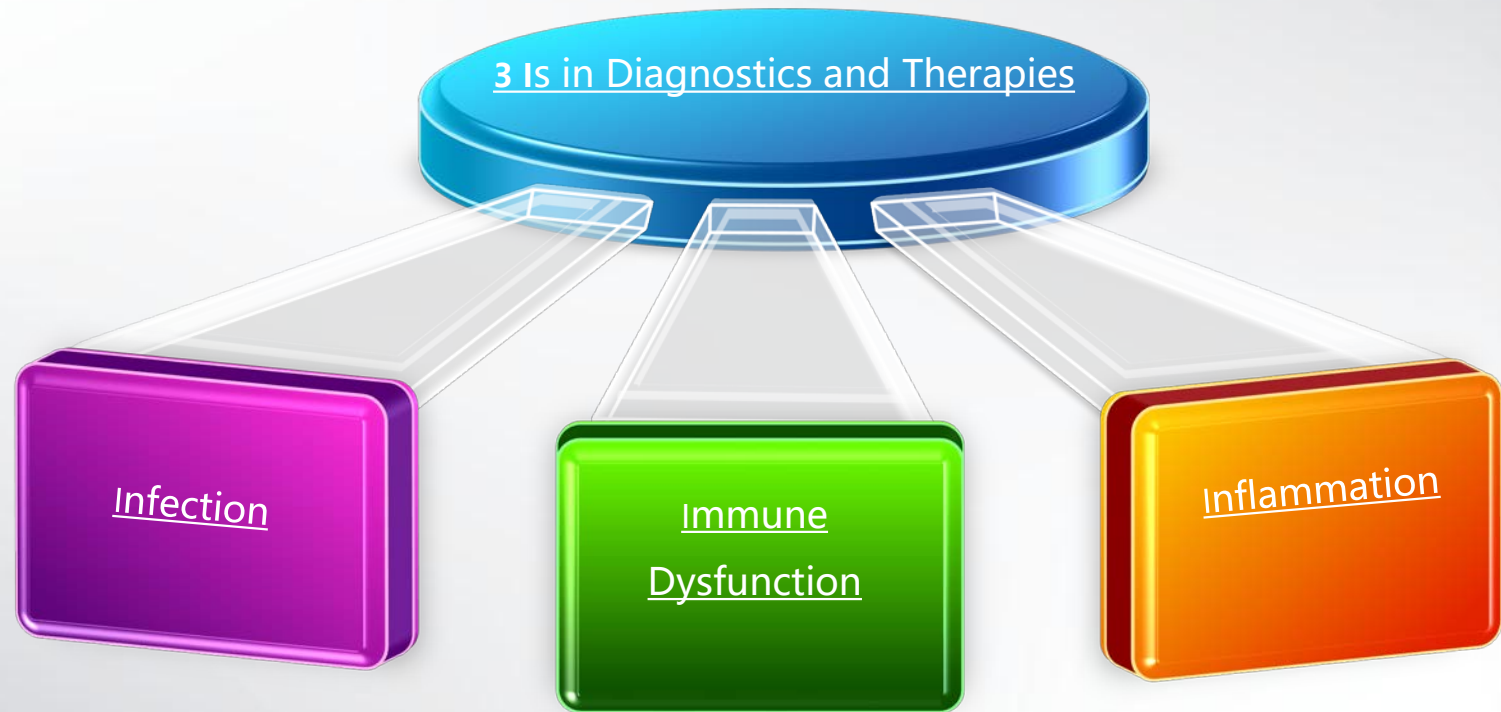 3 Is in Diagnostics and Therapies
Infection
Immune
Dysfunction
Inflammation